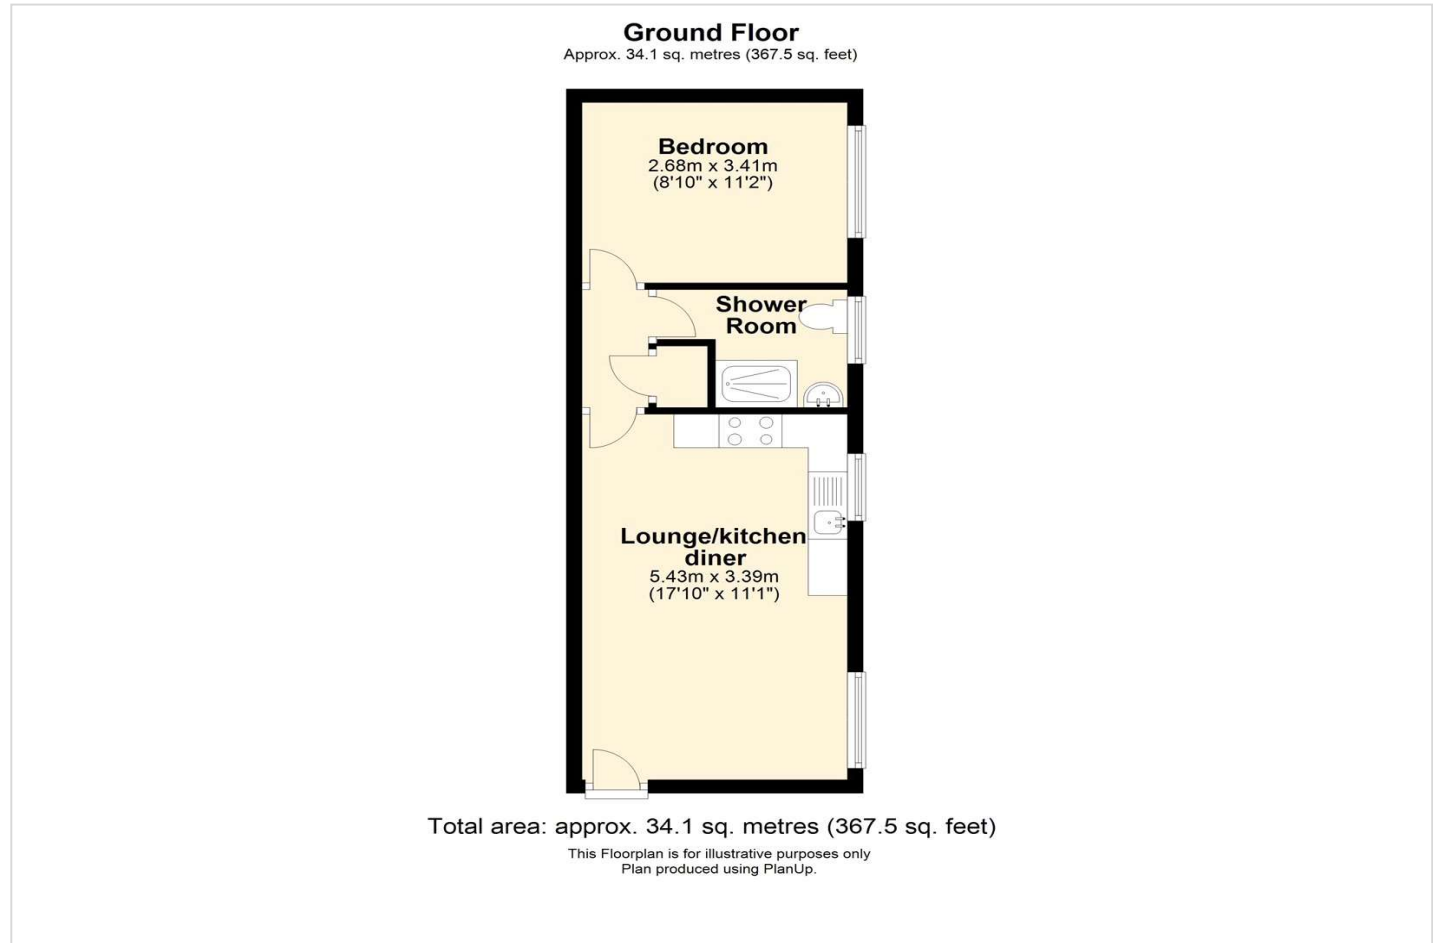 Ground Floor
Approx. 34.1 sq. metres (367.5 sq. feet)
Bedroom
2.68m x 3.41m
(8'10" x 11'2")
Shower
Room
Lounge/kitchen
diner
5.43m x 3.39m
(17'10" x 11'1")
Total area: approx. 34.1 sq. metres (367.5 sq. feet)
This Floorplan is for illustrative purposes only
Plan produced using PlanUp.